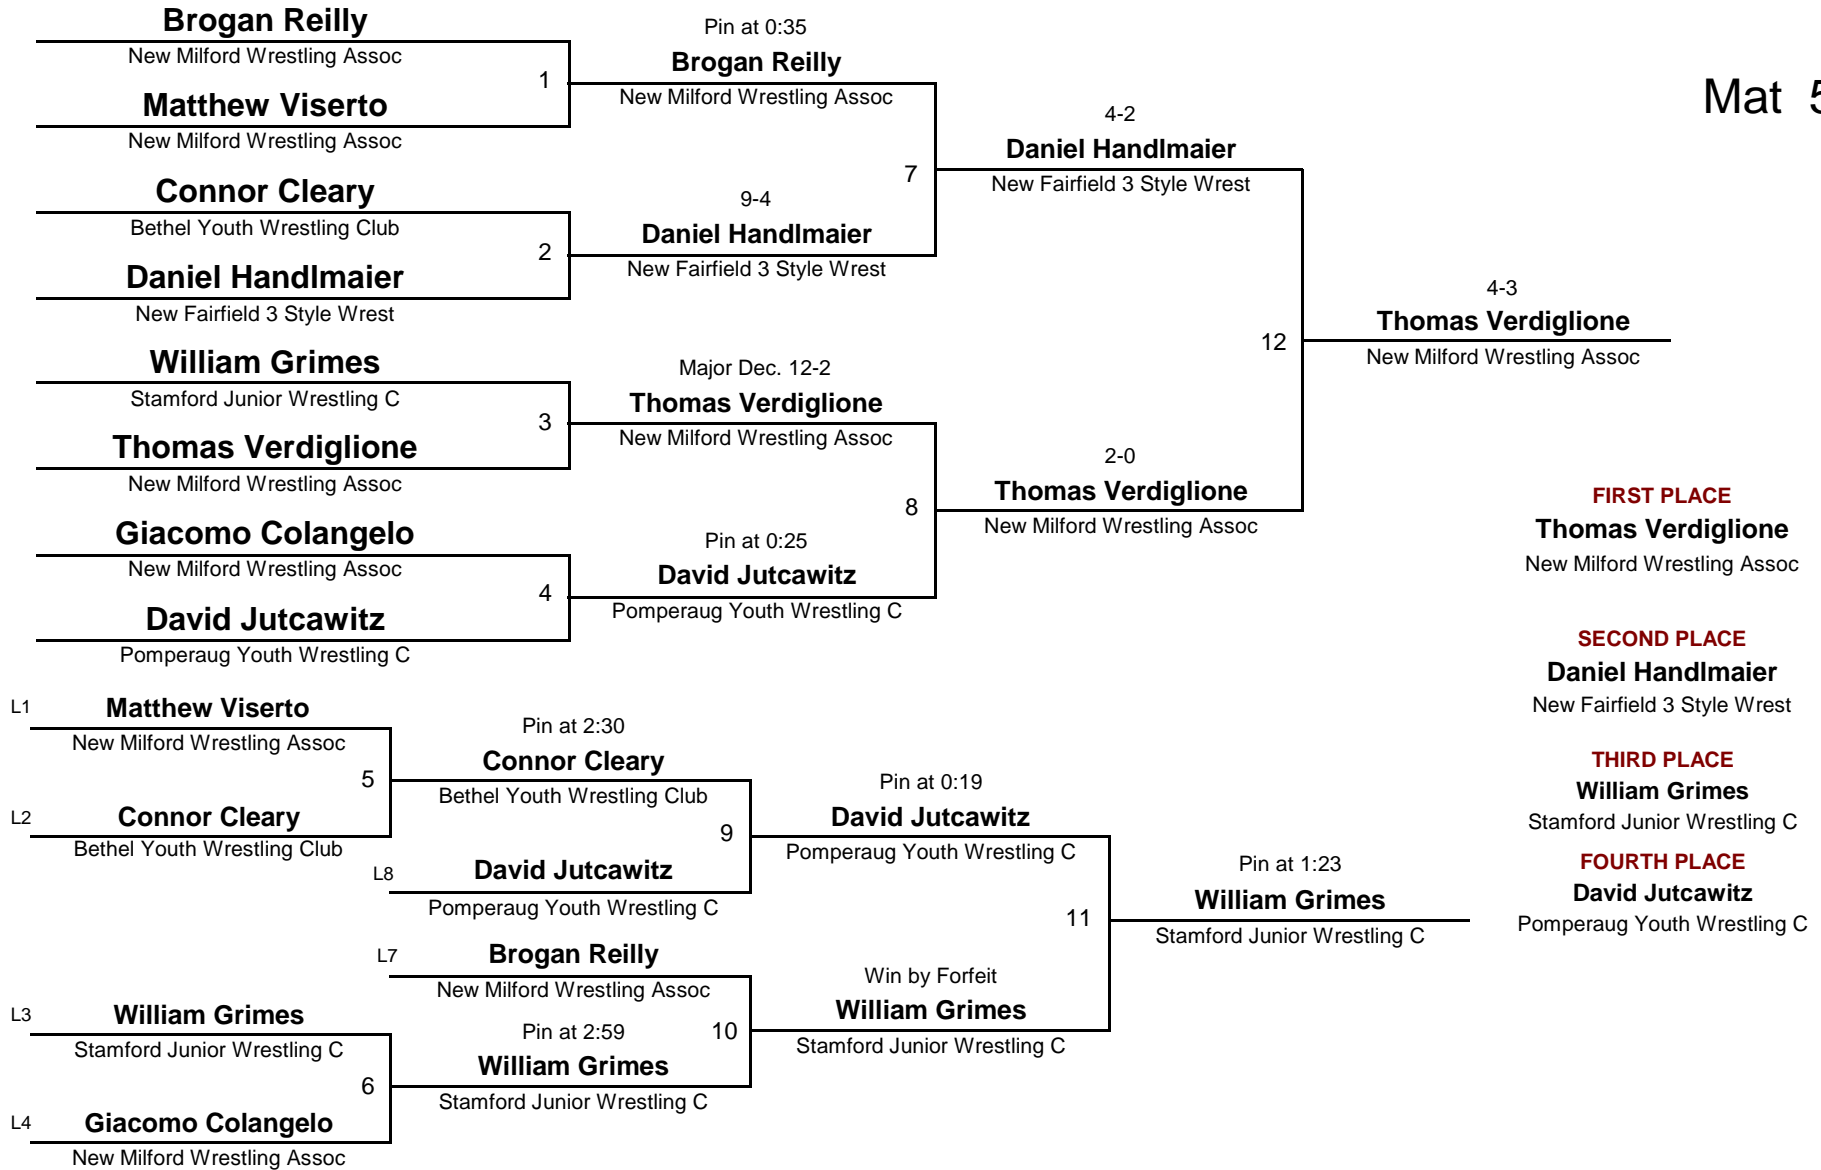 Brogan Reilly
New Milford Wrestling Assoc
1
Matthew Viserto
New Milford Wrestling Assoc
Connor Cleary
Bethel Youth Wrestling Club
2
Daniel Handlmaier
New Fairfield 3 Style Wrest
William Grimes
Stamford Junior Wrestling C
3
Thomas Verdiglione
New Milford Wrestling Assoc
Giacomo Colangelo
New Milford Wrestling Assoc
4
David Jutcawitz
Pomperaug Youth Wrestling C
Pin at 0:35
Brogan Reilly
New Milford Wrestling Assoc
7
9-4
Daniel Handlmaier
New Fairfield 3 Style Wrest
Major Dec. 12-2
Thomas Verdiglione
New Milford Wrestling Assoc
8
Pin at 0:25
David Jutcawitz
Pomperaug Youth Wrestling C
4-2
Daniel Handlmaier
New Fairfield 3 Style Wrest
12
2-0
Thomas Verdiglione
New Milford Wrestling Assoc
4-3
Thomas Verdiglione
New Milford Wrestling Assoc
Mat 5
FIRST PLACE
Thomas Verdiglione
New Milford Wrestling Assoc
SECOND PLACE
Daniel Handlmaier
New Fairfield 3 Style Wrest
THIRD PLACE
William Grimes
Stamford Junior Wrestling C
FOURTH PLACE
David Jutcawitz
Pomperaug Youth Wrestling C
L1
Matthew Viserto
New Milford Wrestling Assoc
5
L2
Connor Cleary
Bethel Youth Wrestling Club
L3
William Grimes
Stamford Junior Wrestling C
6
L4
Giacomo Colangelo
New Milford Wrestling Assoc
Pin at 2:30
Connor Cleary
Bethel Youth Wrestling Club
9
L8
David Jutcawitz
Pomperaug Youth Wrestling C
L7
Brogan Reilly
New Milford Wrestling Assoc
10
Pin at 2:59
William Grimes
Stamford Junior Wrestling C
Pin at 0:19
David Jutcawitz
Pomperaug Youth Wrestling C
11
Win by Forfeit
William Grimes
Stamford Junior Wrestling C
Pin at 1:23
William Grimes
Stamford Junior Wrestling C